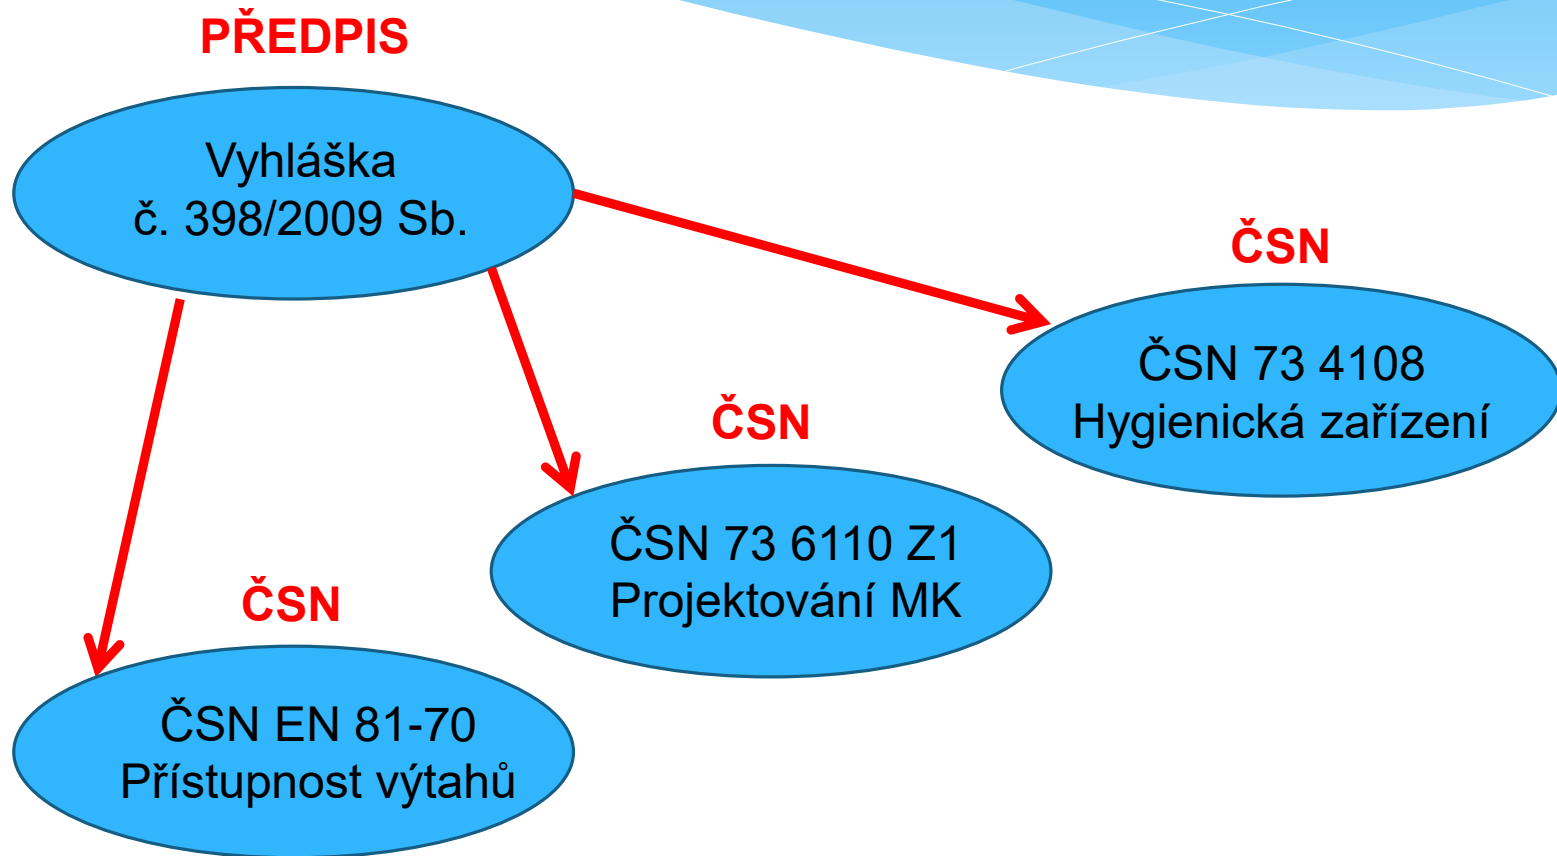 PŘEDPIS
Vyhláška
č. 398/2009 Sb.
ČSN
ČSN 73 4108
Hygienická zařízení
ČSN
ČSN 73 6110 Z1
Projektování MK
ČSN
ČSN EN 81-70
Přístupnost výtahů